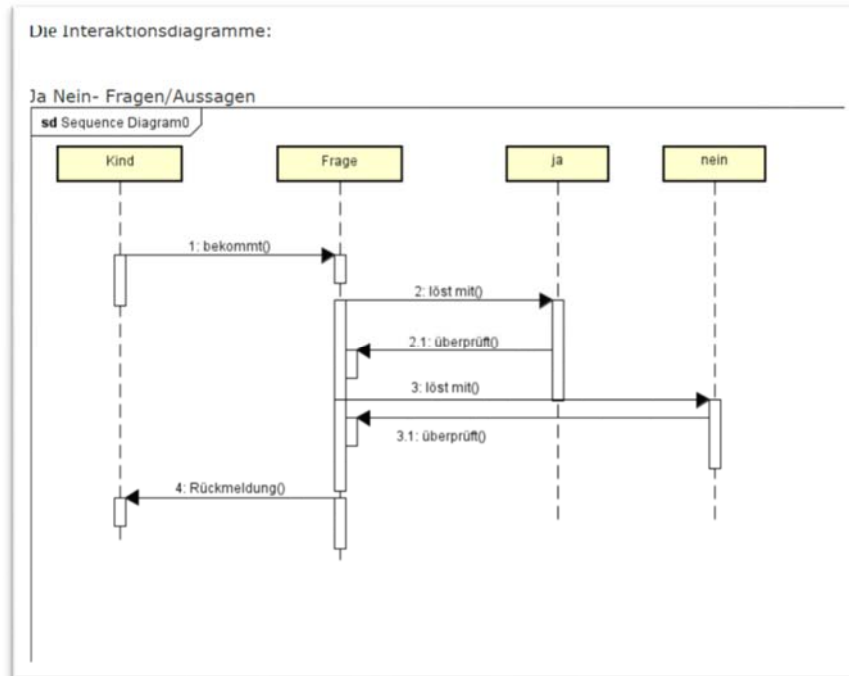 Die Interaktionsdiagramme:
Ja Nein- Fragen/Aussagen
sd Sequence Diagram0
Kind
Frage
ja
nein
1: bekommt()
2: löst mit()
2.1: überprüft()
3: löst mit()
3.1: überprüft()
4: Rückmeldung()